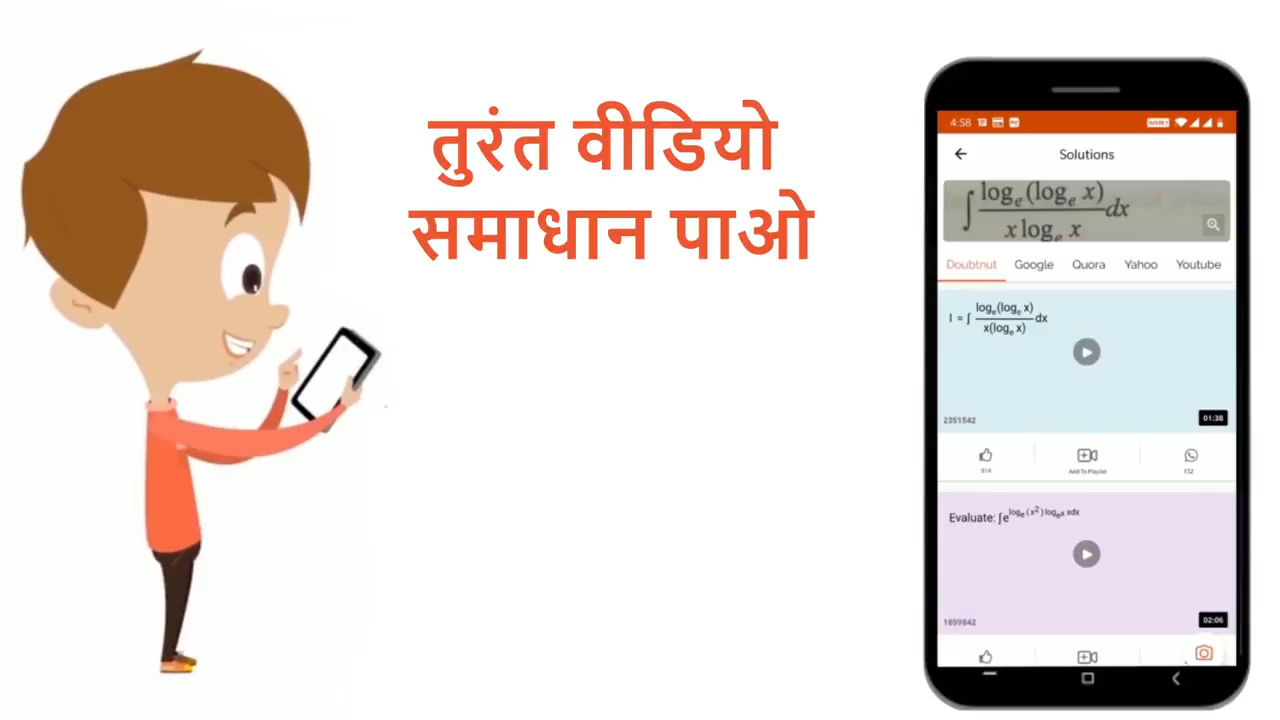 तुरंत वीडियो
समाधान पाओ
4:58
Solutions
∫ logₑ(logₑ x) / x logₑ x dx
Doubtnut Google Quora Yahoo Youtube
I = ∫ logₑ(logₑ x) / x(logₑ x) dx
2351542
01:38
914
Add To Playlist
152
Evaluate: ∫e^logₑ(x²)logₑx xdx
1859842
02:06